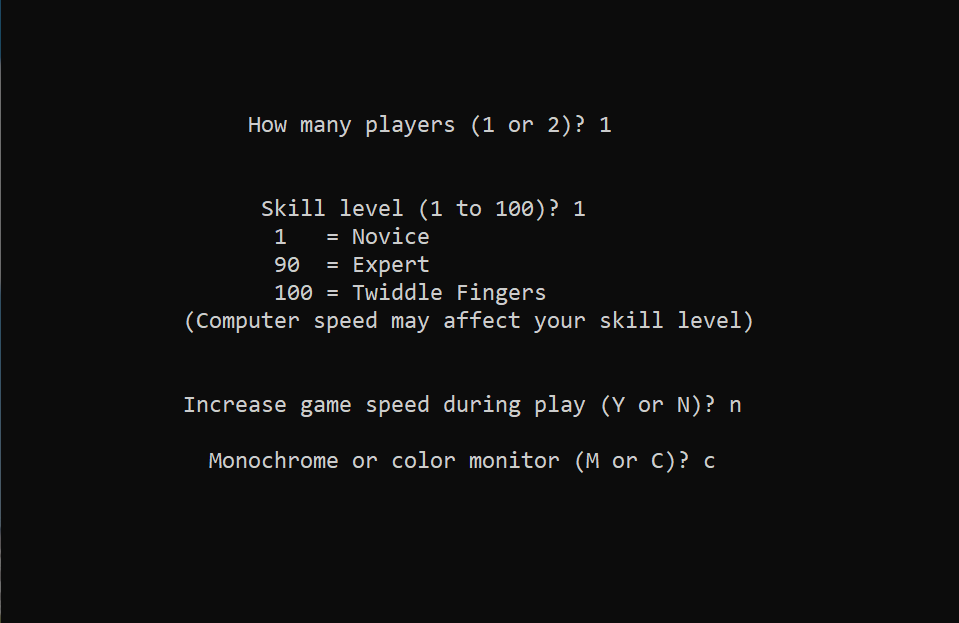 How many players (1 or 2)? 1
Skill level (1 to 100)? 1
1   = Novice
90  = Expert
100 = Twiddle Fingers
(Computer speed may affect your skill level)
Increase game speed during play (Y or N)? n
Monochrome or color monitor (M or C)? c